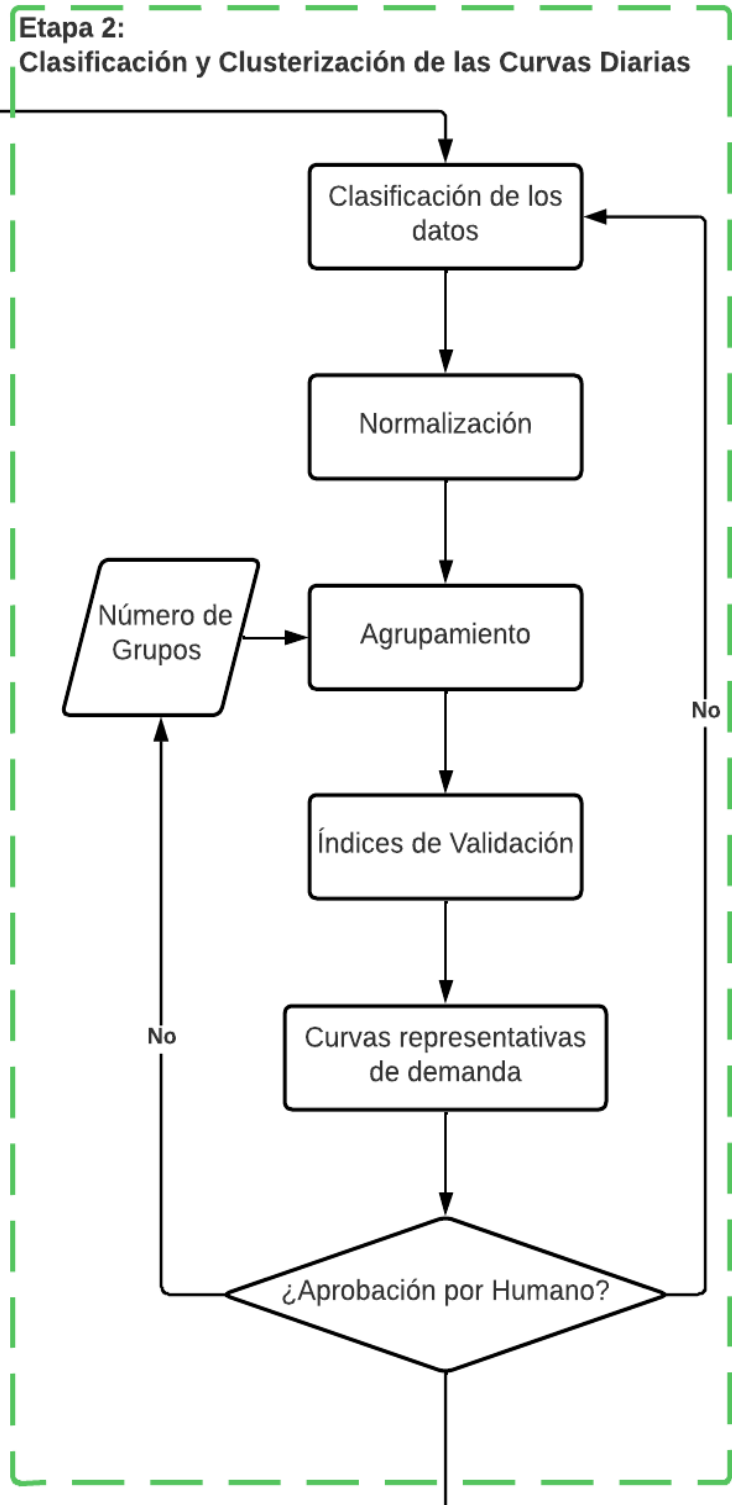 Etapa 2:
Clasificación y Clusterización de las Curvas Diarias
Clasificación de los
datos
Normalización
Número de
Grupos
Agrupamiento
No
Índices de Validación
No
Curvas representativas
de demanda
¿Aprobación por Humano?